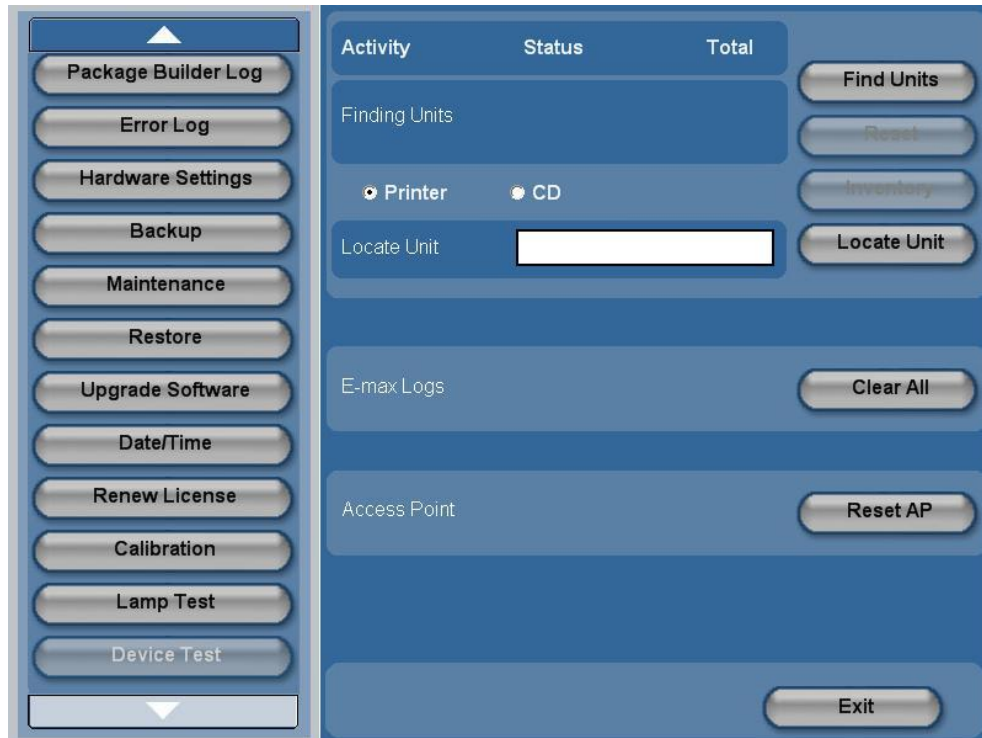 Package Builder Log
Error Log
Hardware Settings
Backup
Maintenance
Restore
Upgrade Software
Date/Time
Renew License
Calibration
Lamp Test
Device Test
Activity Status Total
Finding Units
Printer CD
Locate Unit
Find Units
Reset
Inventory
Locate Unit
E-max Logs
Clear All
Access Point
Reset AP
Exit